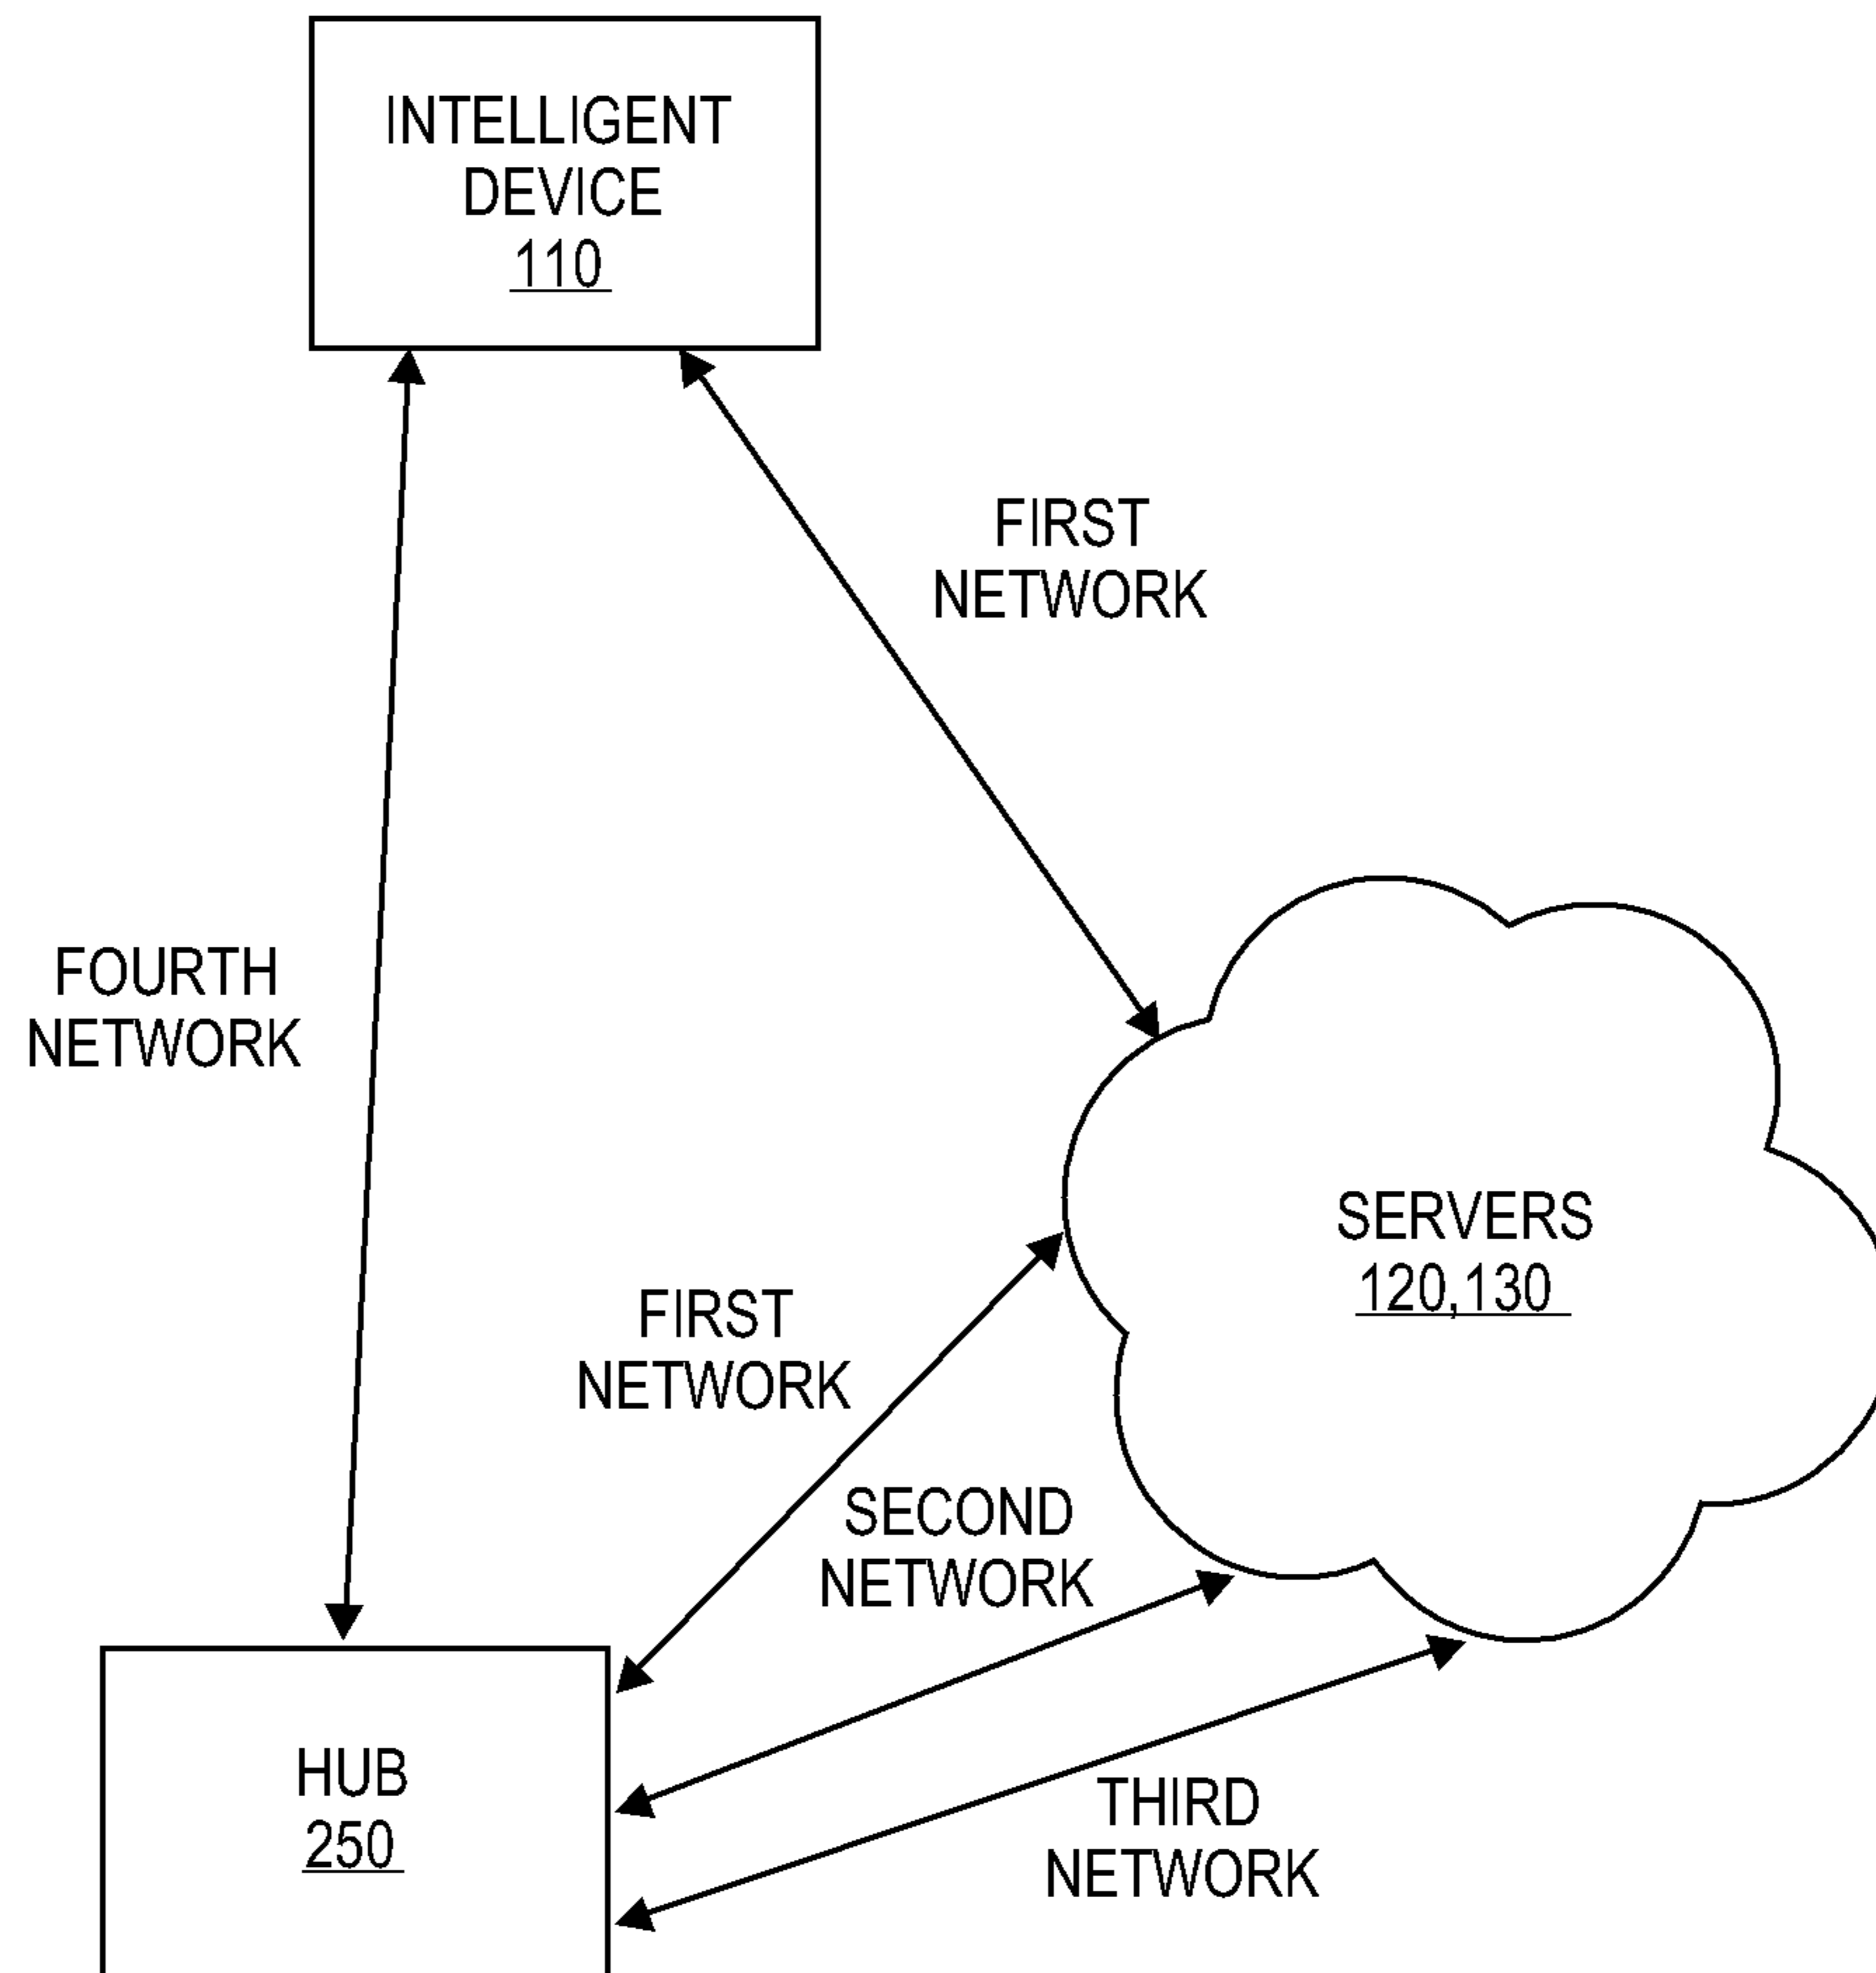 INTELLIGENT
DEVICE
110
FIRST
NETWORK
FOURTH
NETWORK
SERVERS
120,130
FIRST
NETWORK
SECOND
NETWORK
HUB
250
THIRD
NETWORK